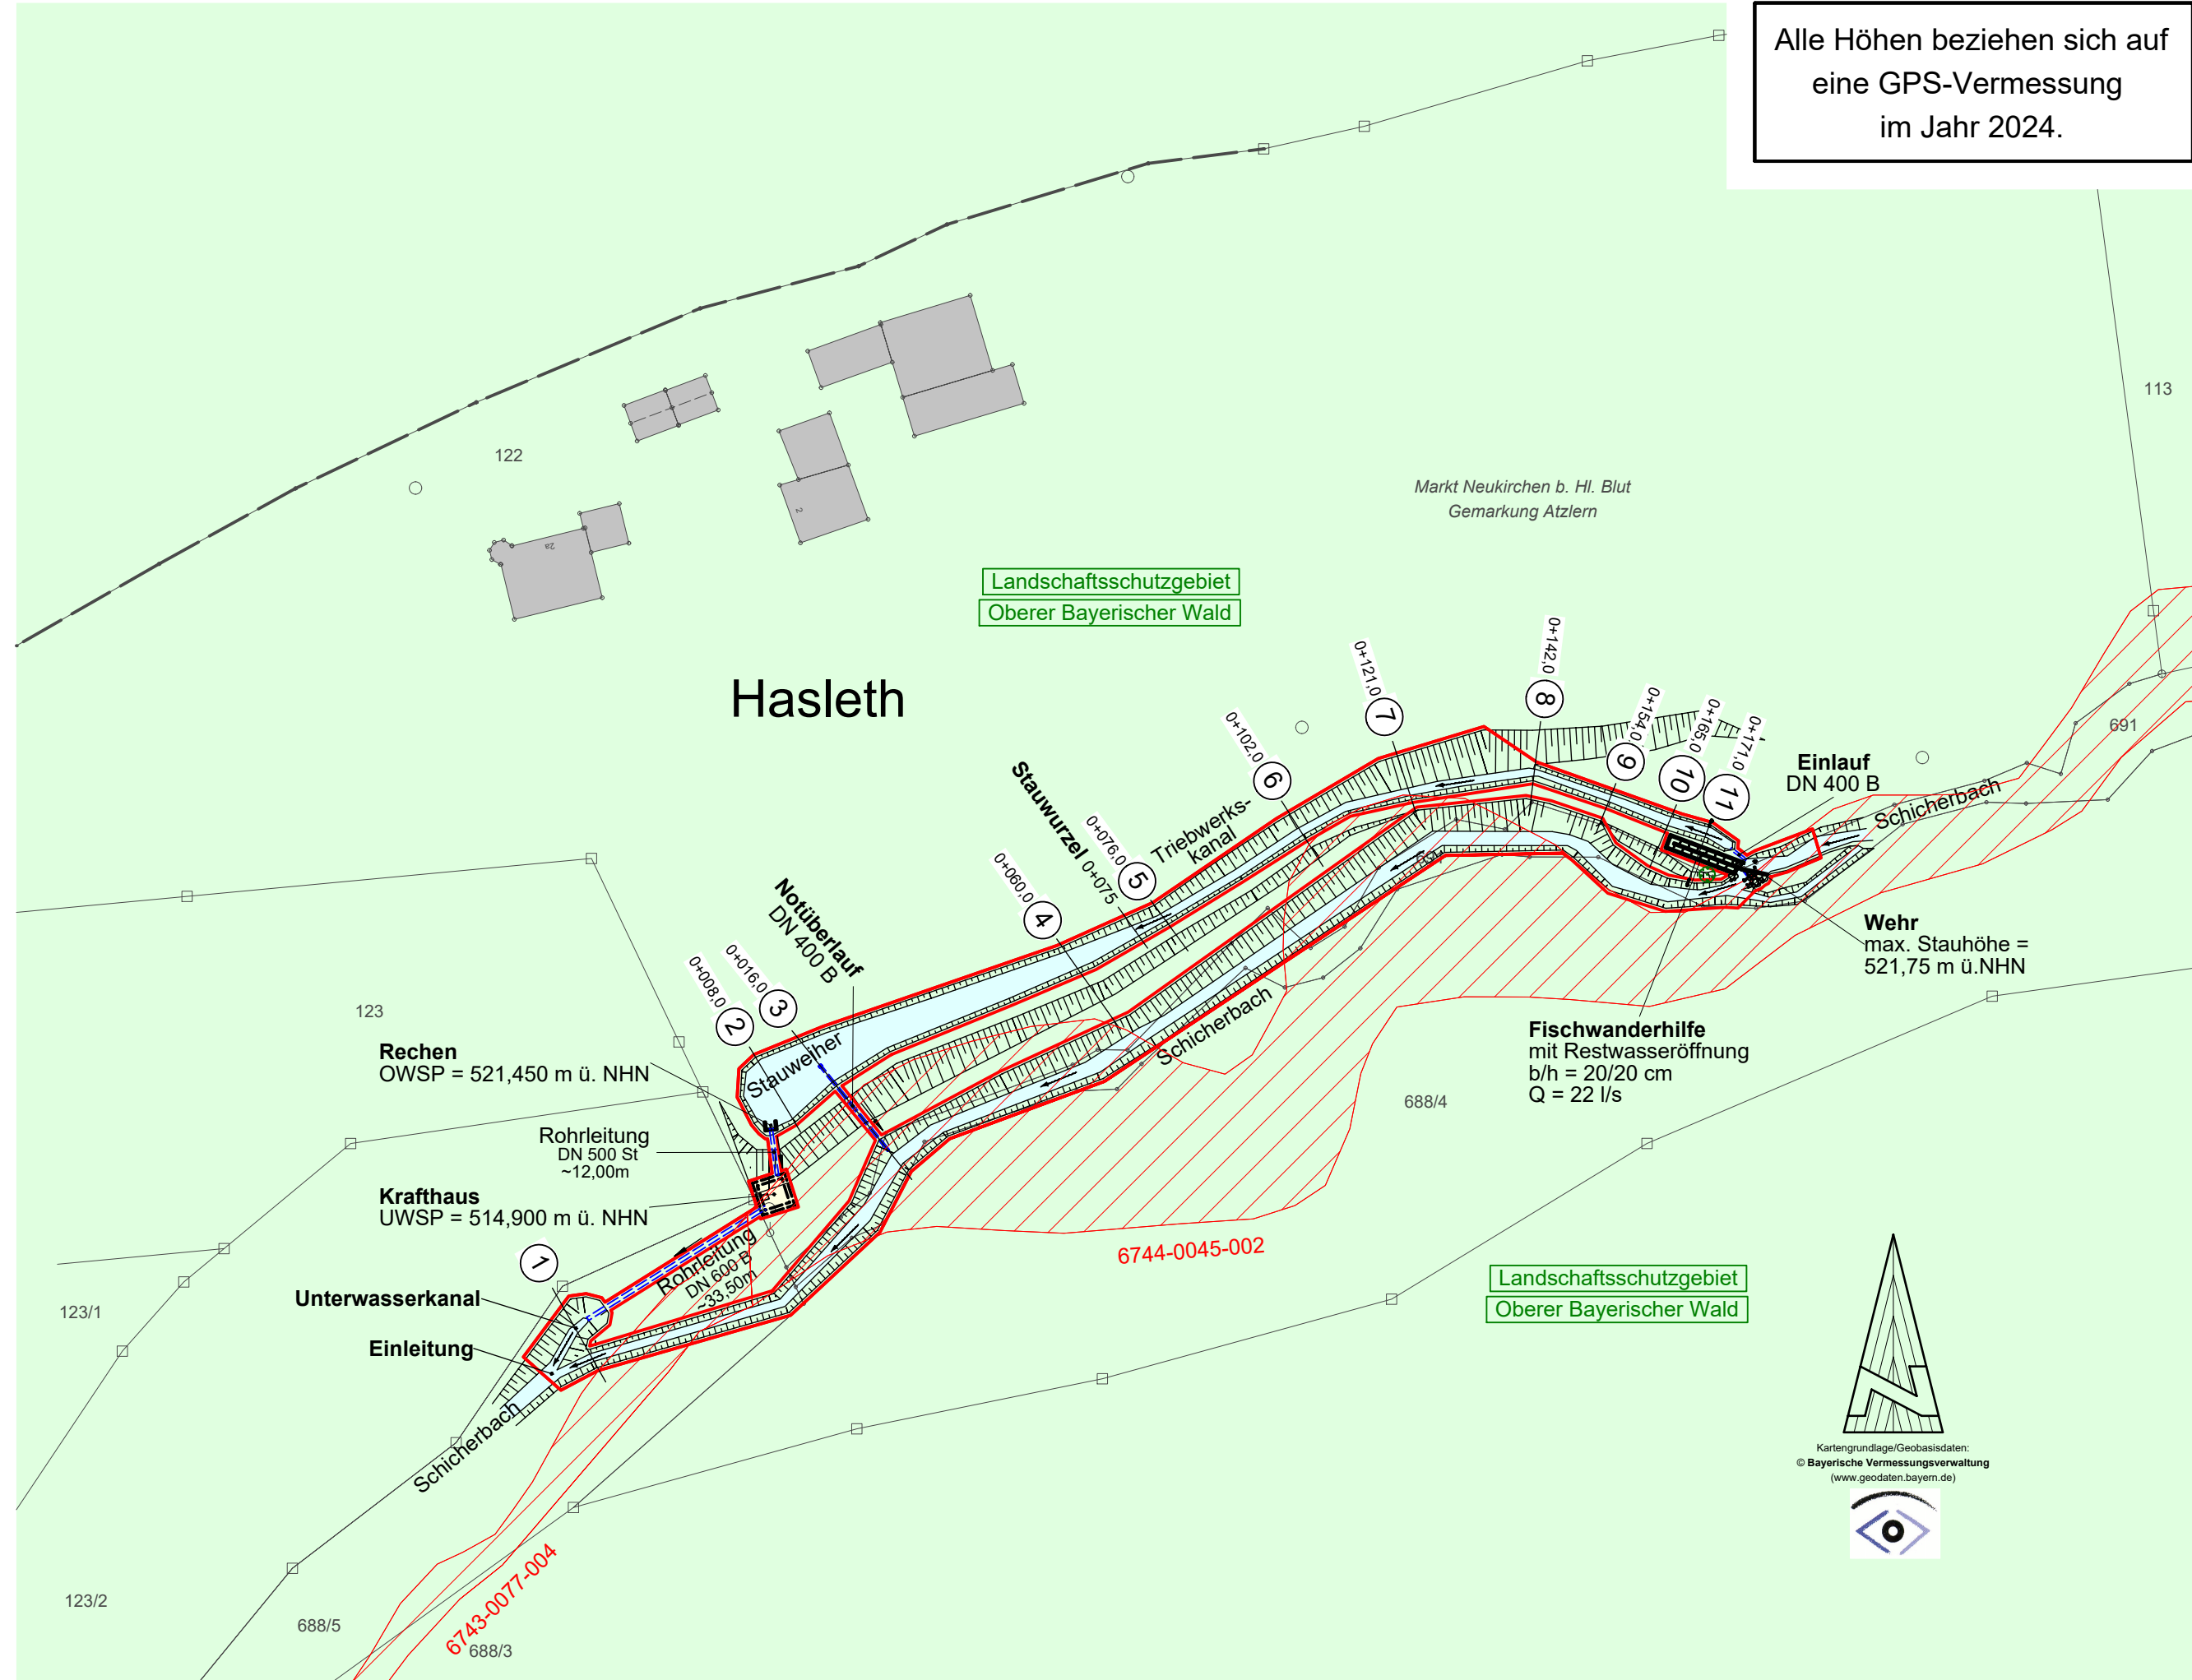 Alle Höhen beziehen sich auf
eine GPS-Vermessung
im Jahr 2024.
113
122
2
2a
Markt Neukirchen b. Hl. Blut
Gemarkung Atzlern
Landschaftsschutzgebiet
Oberer Bayerischer Wald
Hasleth
691
0+142,0
8
0+121,0
7
0+154,0
9
0+165,0
10
0+171,0
11
0+102,0
6
Einlauf
DN 400 B
Schicherbach
Triebwerks-
kanal
Stauwurzel 0+075
0+076,0
5
0+060,0
4
Notüberlauf
DN 400 B
0+016,0
3
0+008,0
2
Wehr
max. Stauhöhe =
521,75 m ü.NHN
123
Rechen
OWSP = 521,450 m ü. NHN
Stauweiher
Schicherbach
Fischwanderhilfe
mit Restwasseröffnung
b/h = 20/20 cm
Q = 22 l/s
688/4
Rohrleitung
DN 500 St
~12,00m
Krafthaus
UWSP = 514,900 m ü. NHN
Rohrleitung
DN 600 B
~33,50m
6744-0045-002
1
Unterwasserkanal
Einleitung
123/1
Landschaftsschutzgebiet
Oberer Bayerischer Wald
Schicherbach
N
Kartengrundlage/Geobasisdaten:
© Bayerische Vermessungsverwaltung
(www.geodaten.bayern.de)
6743-0077-004
123/2
688/5
688/3